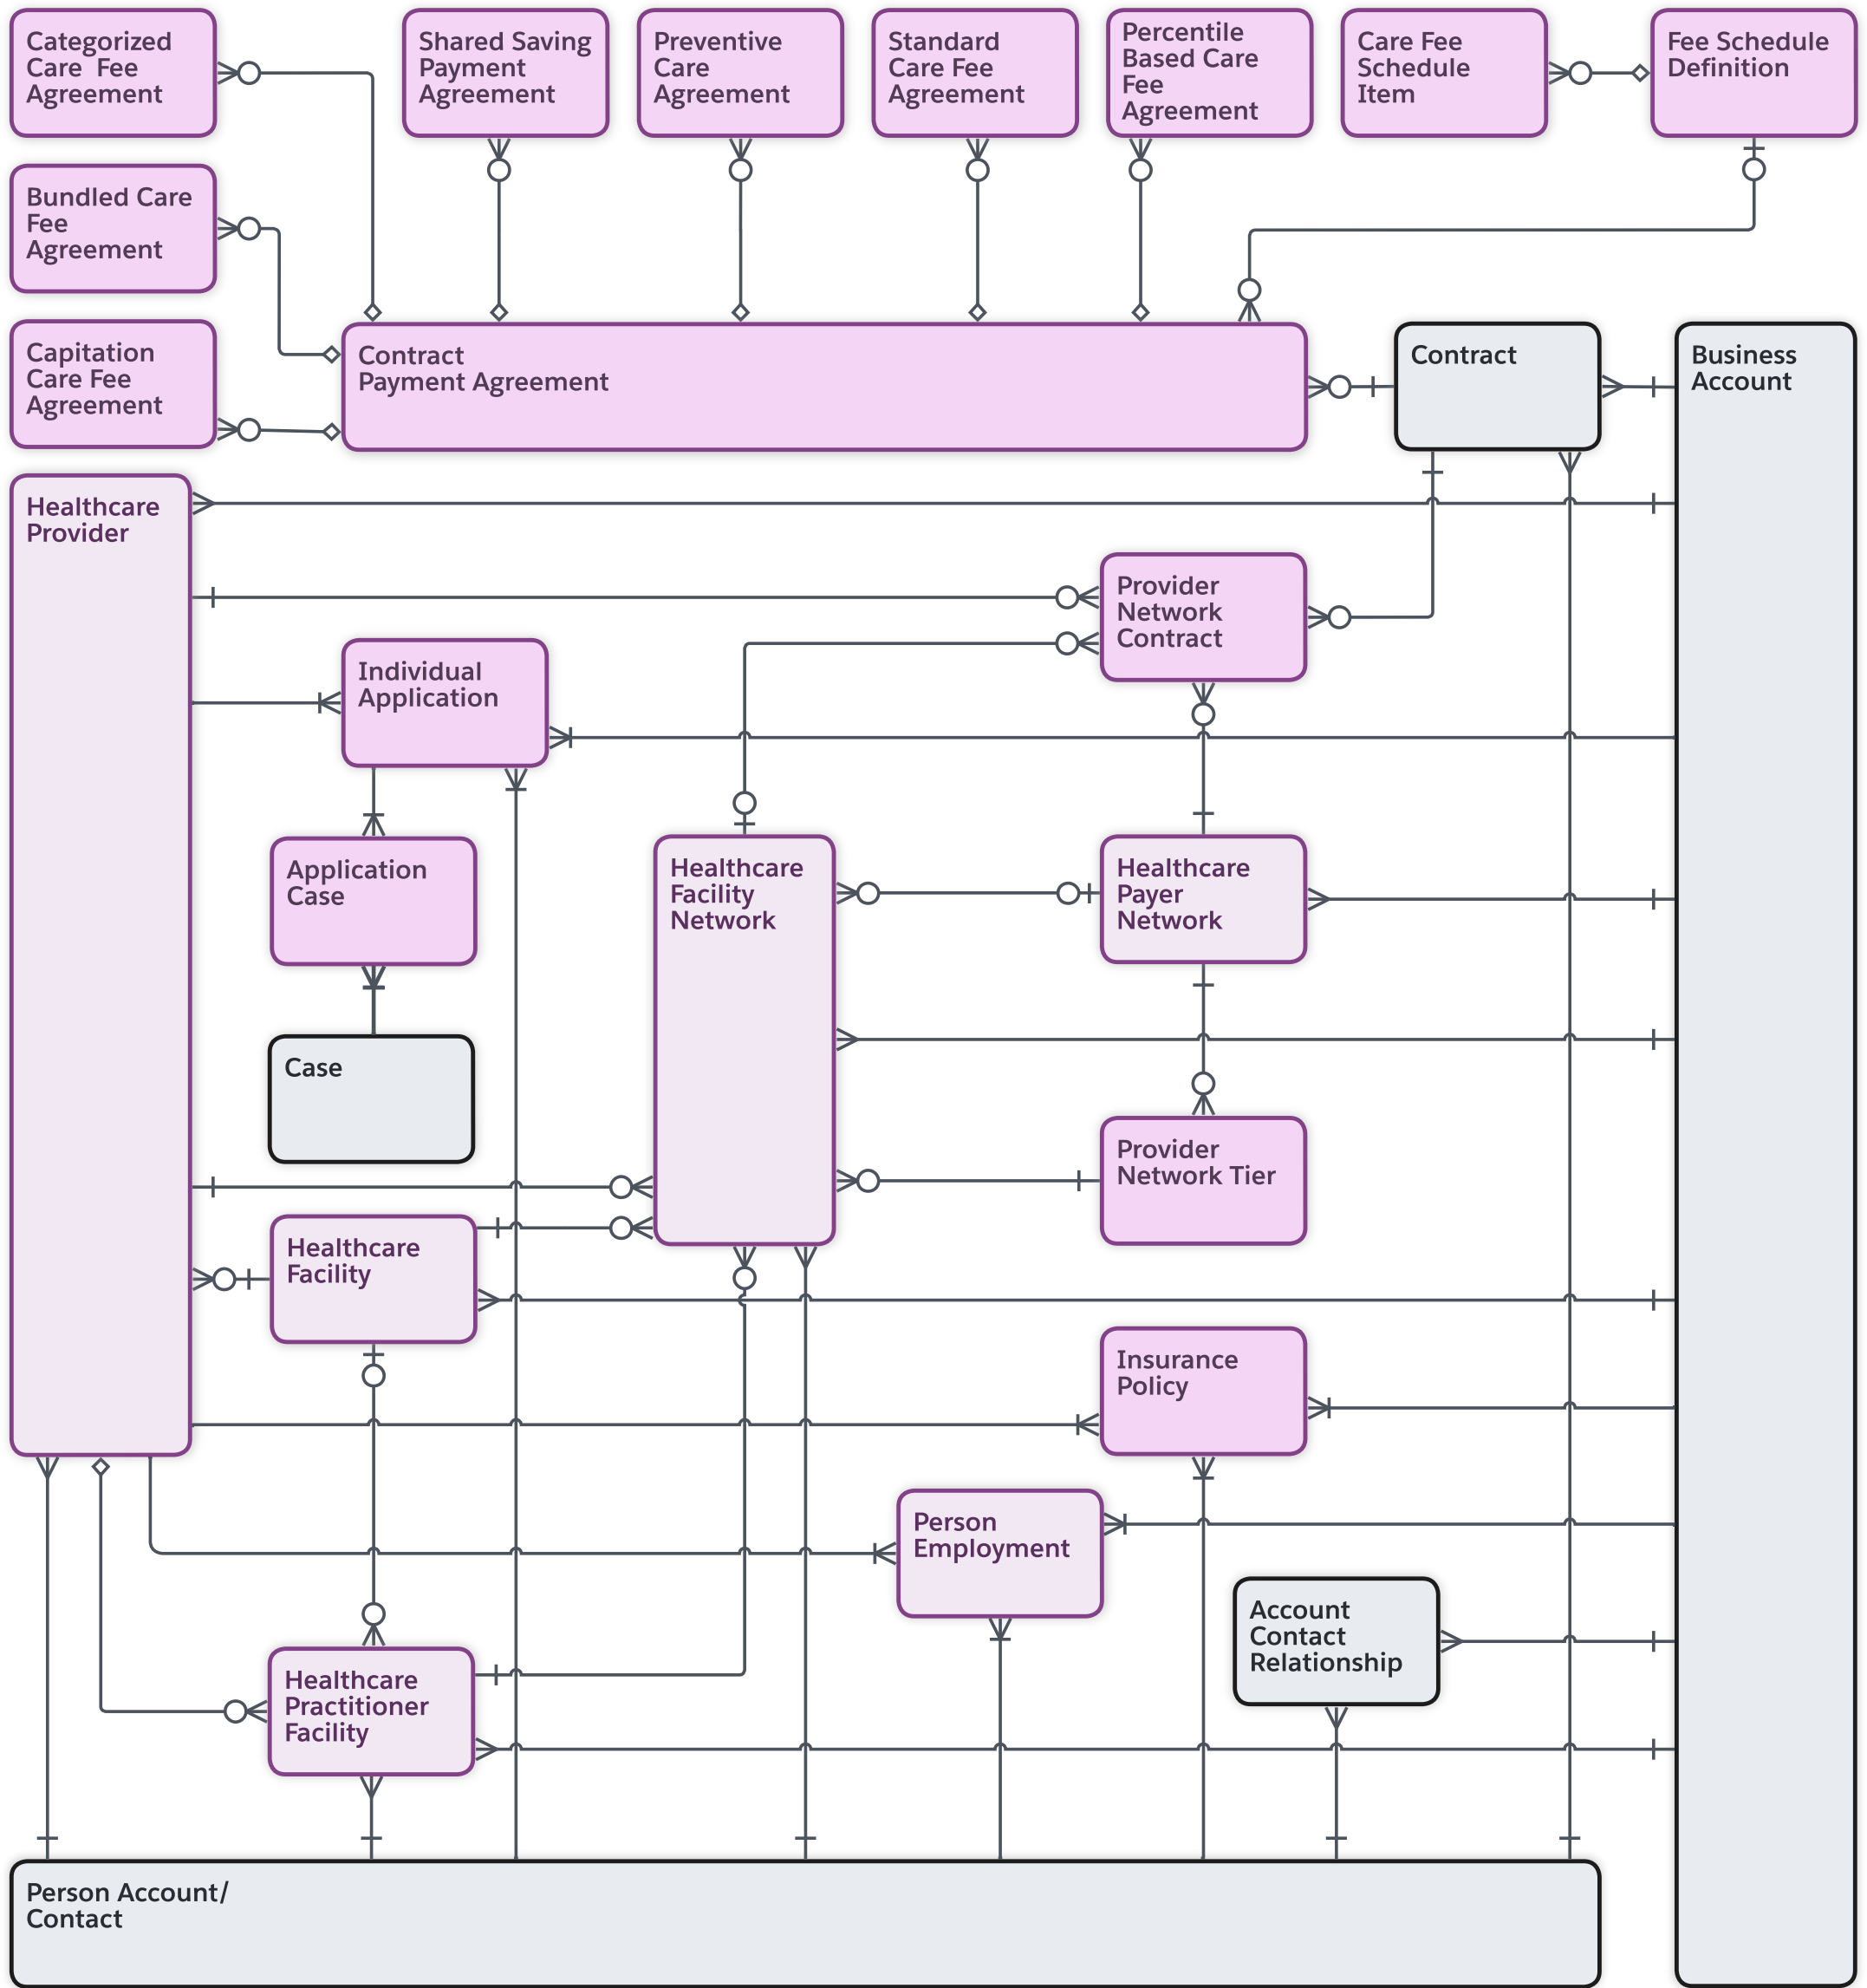 Categorized
Care  Fee
Agreement
Shared Saving
Payment
Agreement
Preventive
Care
Agreement
Standard
Care Fee
Agreement
Percentile
Based Care
Fee
Agreement
Care Fee
Schedule
Item
Fee Schedule
Definition
Bundled Care
Fee
Agreement
Capitation
Care Fee
Agreement
Contract
Payment Agreement
Contract
Business
Account
Healthcare
Provider
Provider
Network
Contract
Individual
Application
Application
Case
Healthcare
Facility
Network
Healthcare
Payer
Network
Case
Provider
Network Tier
Healthcare
Facility
Insurance
Policy
Person
Employment
Account
Contact
Relationship
Healthcare
Practitioner
Facility
Person Account/
Contact